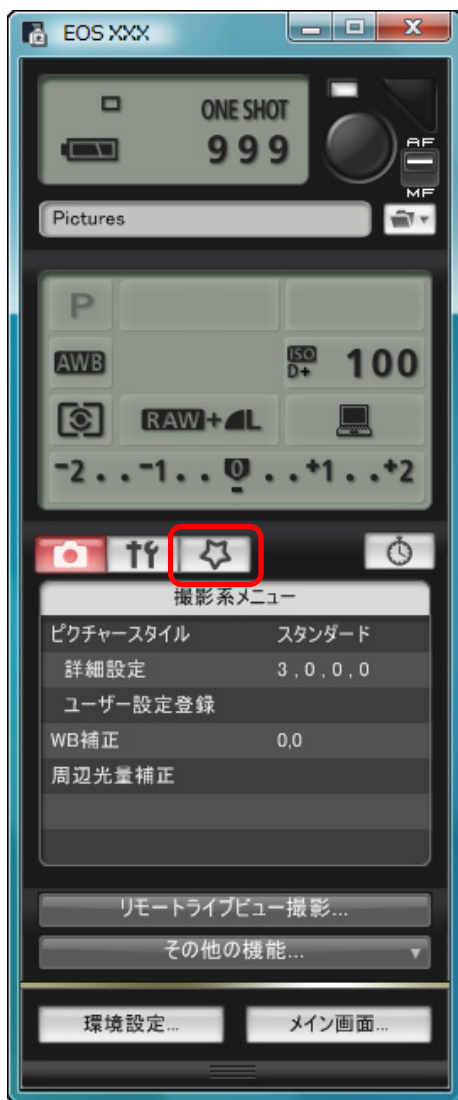 EOS XXX
ONE SHOT
999
AF
MF
Pictures
P
AWB
ISO D+ 100
RAW+L
-2..-1..0..+1..+2
撮影系メニュー
ピクチャースタイル スタンダード
詳細設定 3,0,0,0
ユーザー設定登録
WB補正 0,0
周辺光量補正
リモートライブビュー撮影...
その他の機能...
環境設定... メイン画面...